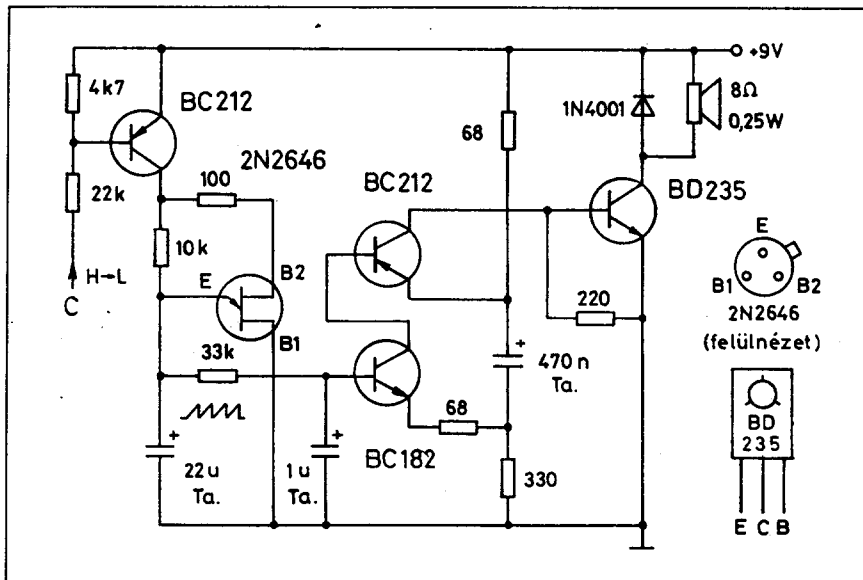 +9V
4k7
BC212
1N4001
8Ω
0,25W
68
2N2646
BC212
BD235
22k
100
10k
E
B2
B1
H→L
C
220
E
B1
B2
2N2646
(felülnézet)
33k
+
470 n
Ta.
68
BC182
+
22u
Ta.
+
1u
Ta.
330
BD
235
E C B